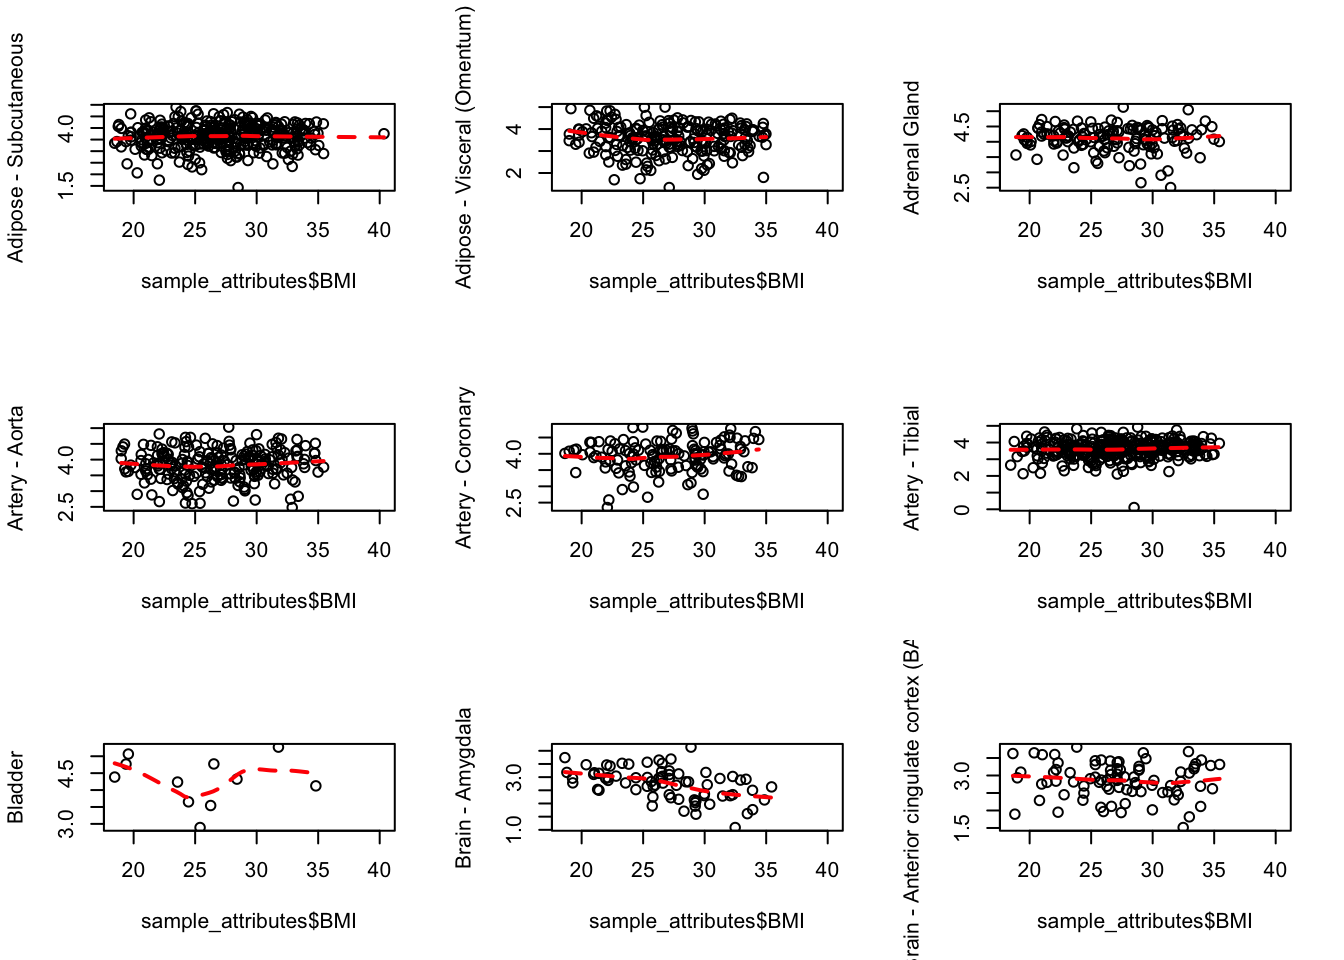 Adipose - Subcutaneous
1.5 4.0
20 25 30 35 40
sample_attributes$BMI
Adipose - Visceral (Omentum)
2 4
20 25 30 35 40
sample_attributes$BMI
Adrenal Gland
2.5 4.5
20 25 30 35 40
sample_attributes$BMI
Artery - Aorta
2.5 4.0
20 25 30 35 40
sample_attributes$BMI
Artery - Coronary
2.5 4.0
20 25 30 35 40
sample_attributes$BMI
Artery - Tibial
0 2 4
20 25 30 35 40
sample_attributes$BMI
Bladder
3.0 4.5
20 25 30 35 40
sample_attributes$BMI
Brain - Amygdala
1.0 3.0
20 25 30 35 40
sample_attributes$BMI
rain - Anterior cingulate cortex (BA
1.5 3.0
20 25 30 35 40
sample_attributes$BMI